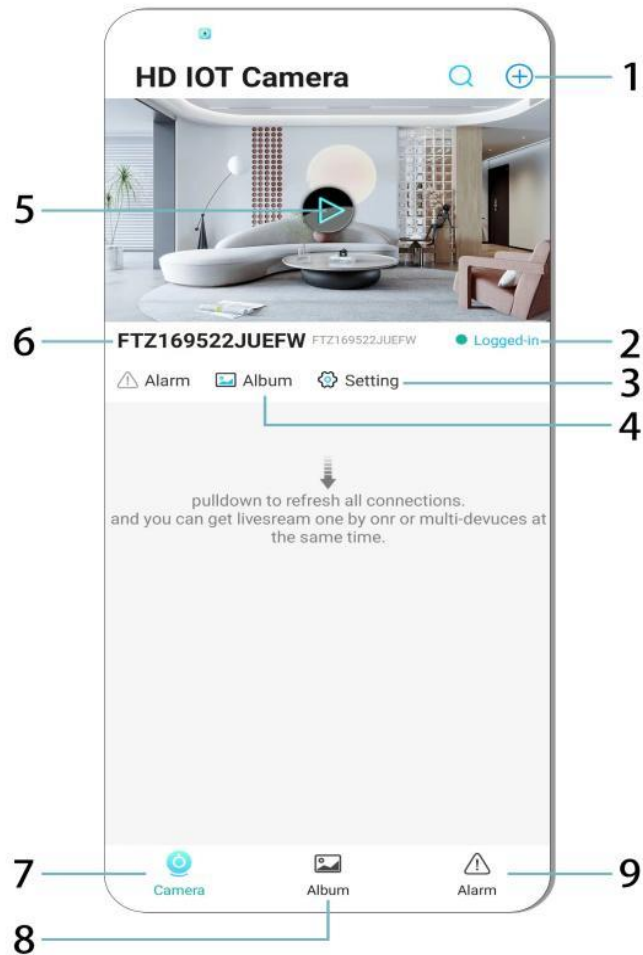 HD IOT Camera
1
5
6
FTZ169522JUEFW FTZ169522JUEFW Logged-in
2
Alarm Album Setting
3
4
pulldown to refresh all connections.
and you can get livesream one by onr or multi-devuces at
the same time.
7
Camera Album Alarm
9
8